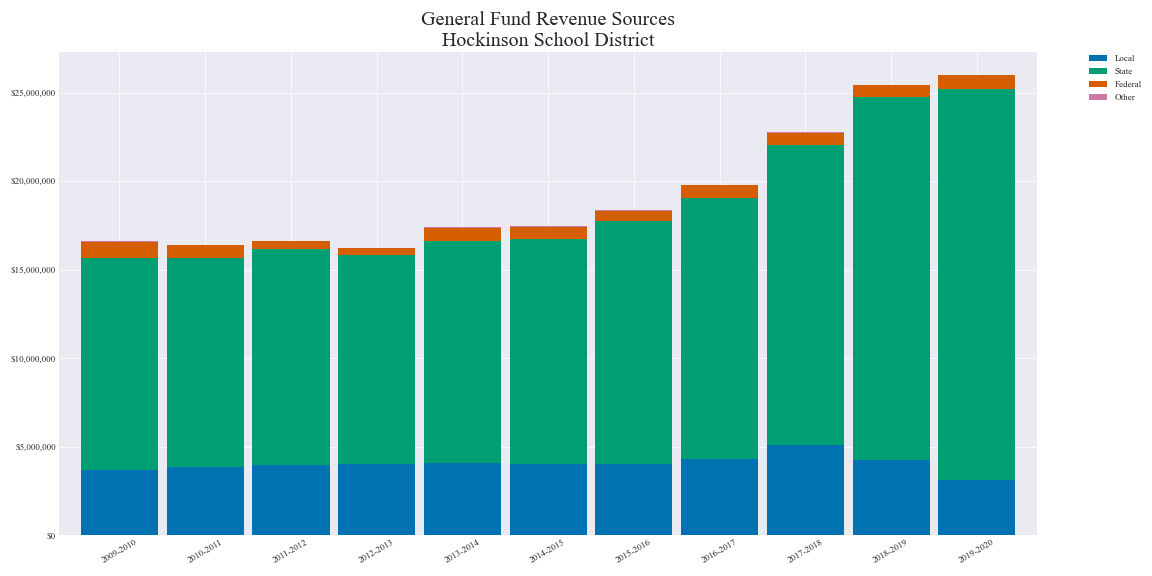 General Fund Revenue Sources
Hockinson School District
Local
State
Federal
Other
$25,000,000
$20,000,000
$15,000,000
$10,000,000
$5,000,000
$0
2009-2010
2010-2011
2011-2012
2012-2013
2013-2014
2014-2015
2015-2016
2016-2017
2017-2018
2018-2019
2019-2020